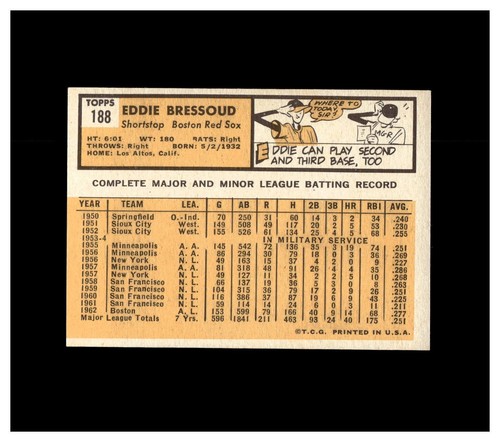 TOPPS
188
EDDIE BRESSOUD
Shortstop Boston Red Sox
HT: 6:01 WT: 180 BATS: Right
THROWS: Right BORN: 5/2/1932
HOME: Los Altos, Calif.
WHERE TO
TODAY,
SIR?
MGR
EDDIE CAN PLAY SECOND
AND THIRD BASE, TOO
COMPLETE MAJOR AND MINOR LEAGUE BATTING RECORD
YEAR TEAM LEA. G AB R H 2B 3B HR RBI AVG.
1950 Springfield O.-Ind. 70 250 31 60 14 3 2 34 .240
1951 Sioux City West. 149 508 49 117 20 2 5 53 .230
1952 Sioux City West. 155 526 61 134 25 5 5 68 .255
1953-4 IN MILITARY SERVICE
1955 Minneapolis A. A. 145 542 72 136 35 1 19 74 .251
1956 Minneapolis A. A. 86 294 30 79 18 0 3 36 .269
1956 New York N. L. 49 163 15 37 4 2 0 9 .227
1957 Minneapolis A. A. 81 318 48 91 26 4 4 35 .286
1957 New York N. L. 49 127 11 34 2 2 5 10 .268
1958 San Francisco N. L. 66 137 19 36 5 3 0 8 .263
1959 San Francisco N. L. 104 315 36 79 17 2 9 26 .251
1960 San Francisco N. L. 116 386 37 87 19 6 9 43 .225
1961 San Francisco N. L. 59 114 14 24 6 0 3 11 .211
1962 Boston A. L. 153 599 79 166 40 9 14 68 .277
Major League Totals 7 Yrs. 596 1841 211 463 93 24 40 175 .251
©T.C.G. PRINTED IN U.S.A.